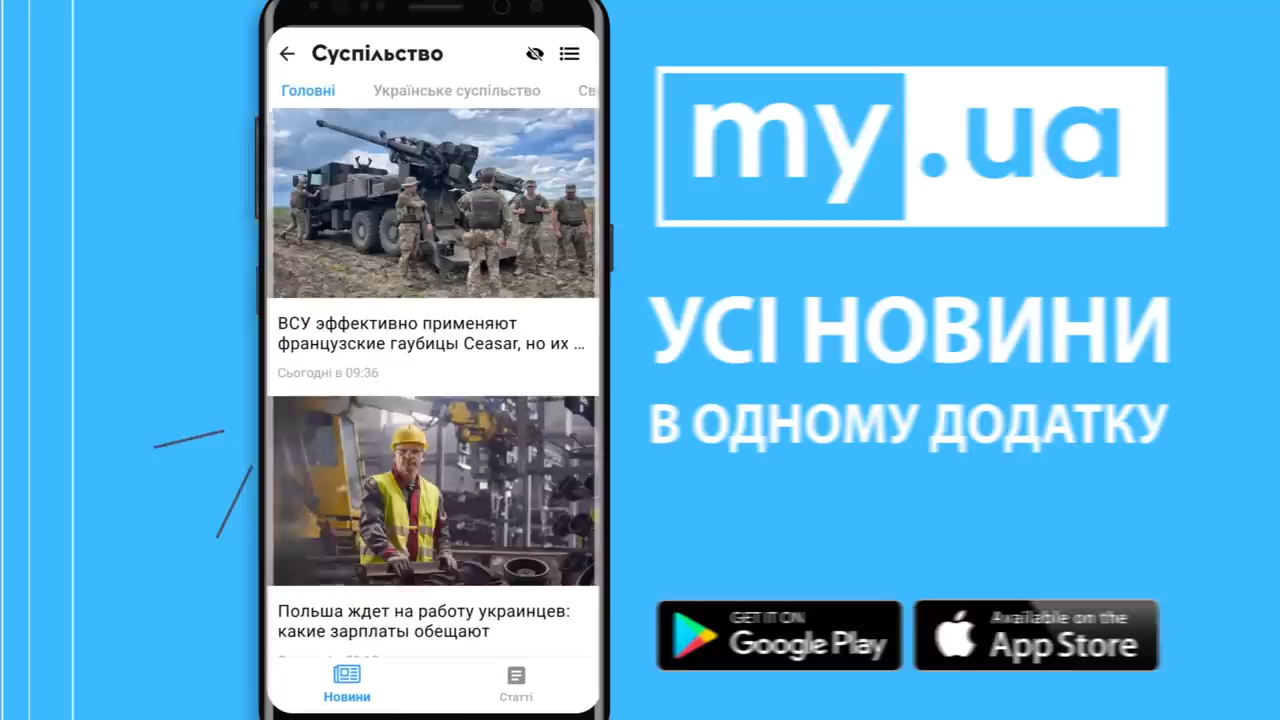 Суспільство
Головні
Українське суспільство
Св
ВСУ эффективно применяют
французские гаубицы Ceasar, но их ...
Сьогодні в 09:36
Польша ждет на работу украинцев:
какие зарплаты обещают
Новини
Статті
my.ua
УСІ НОВИНИ
В ОДНОМУ ДОДАТКУ
GET IT ON
Google Play
Available on the
App Store